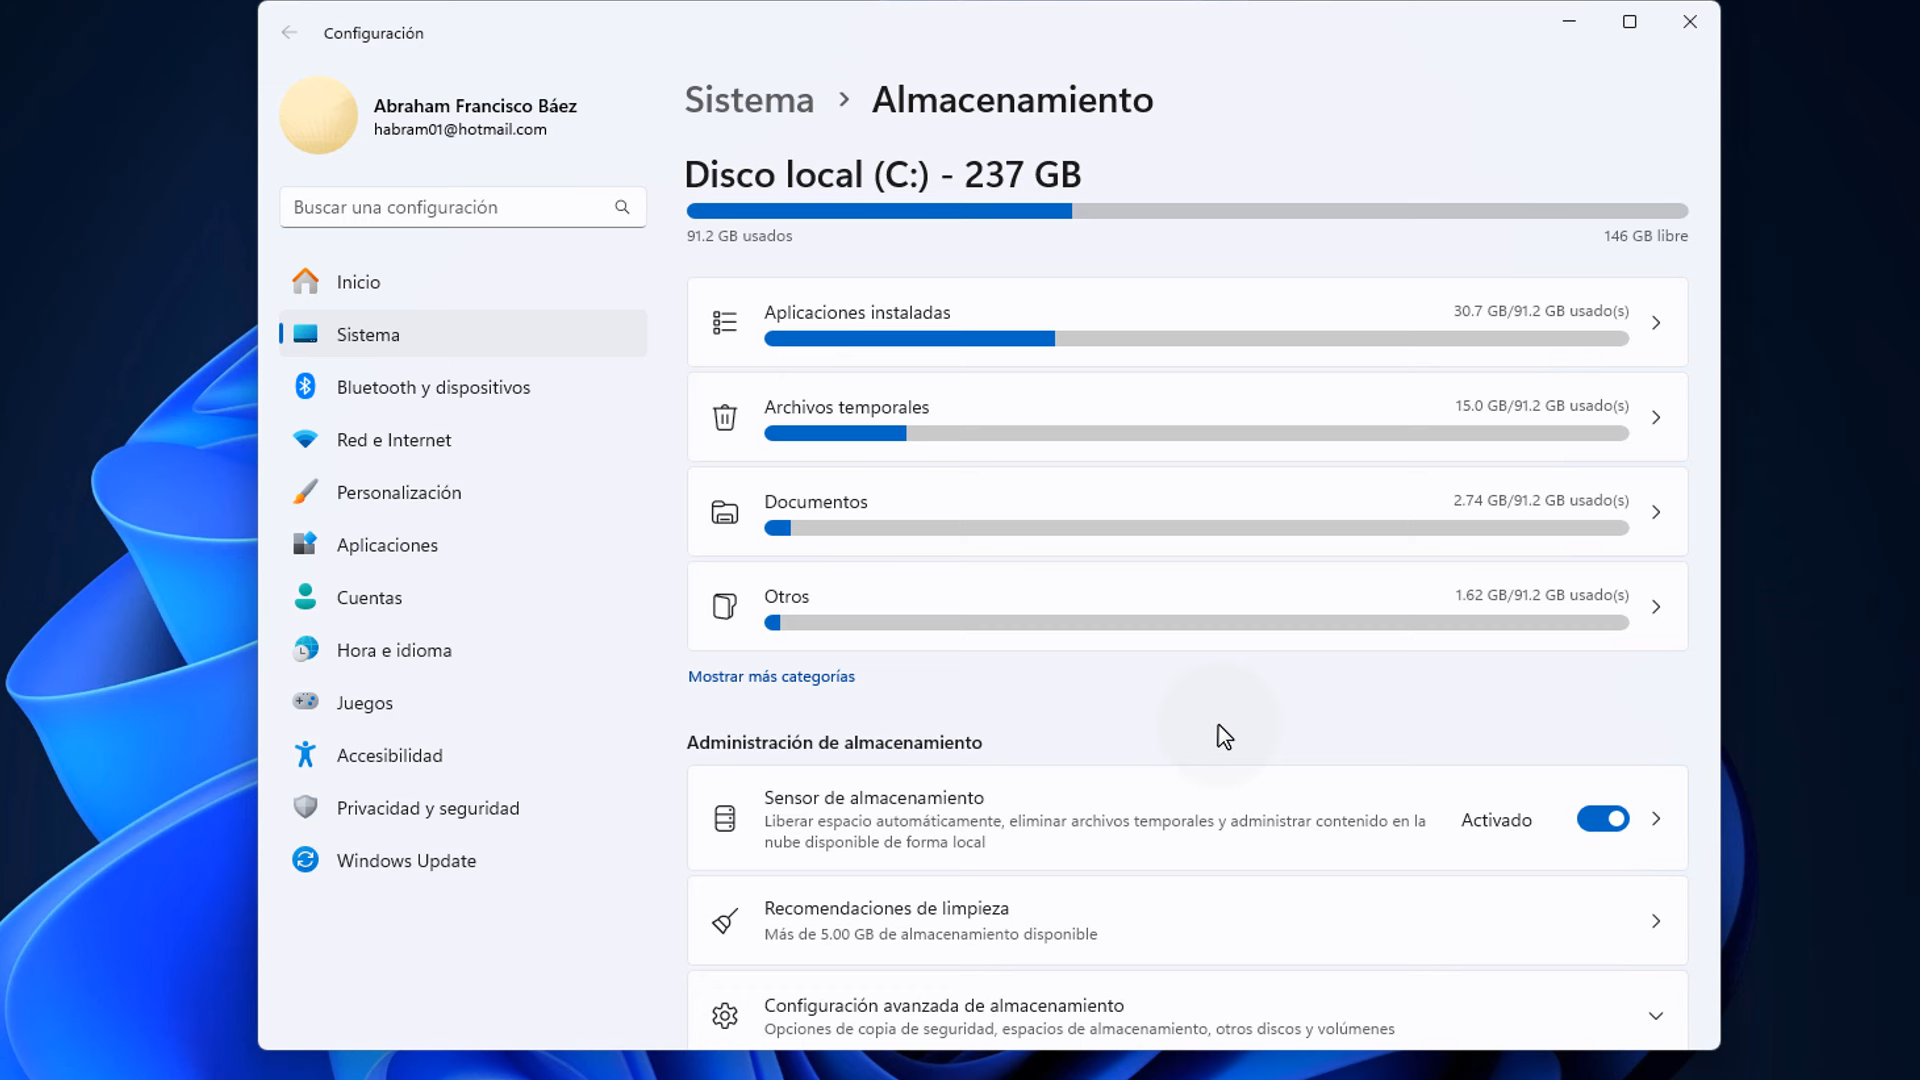 Configuración
Abraham Francisco Báez
habram01@hotmail.com
Buscar una configuración
Inicio
Sistema
Bluetooth y dispositivos
Red e Internet
Personalización
Aplicaciones
Cuentas
Hora e idioma
Juegos
Accesibilidad
Privacidad y seguridad
Windows Update
Sistema › Almacenamiento
Disco local (C:) - 237 GB
91.2 GB usados 146 GB libre
Aplicaciones instaladas 30.7 GB/91.2 GB usado(s)
Archivos temporales 15.0 GB/91.2 GB usado(s)
Documentos 2.74 GB/91.2 GB usado(s)
Otros 1.62 GB/91.2 GB usado(s)
Mostrar más categorías
Administración de almacenamiento
Sensor de almacenamiento
Liberar espacio automáticamente, eliminar archivos temporales y administrar contenido en la
nube disponible de forma local
Activado
Recomendaciones de limpieza
Más de 5.00 GB de almacenamiento disponible
Configuración avanzada de almacenamiento
Opciones de copia de seguridad, espacios de almacenamiento, otros discos y volúmenes